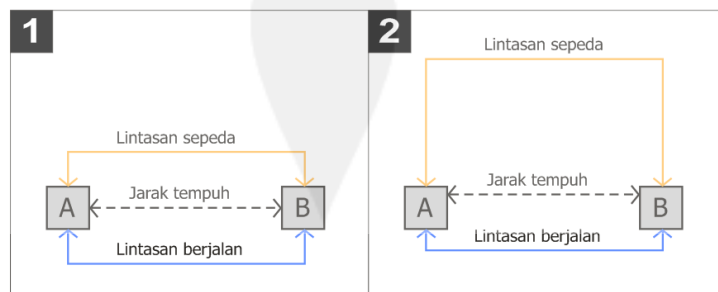 1
Lintasan sepeda
A
Jarak tempuh
B
Lintasan berjalan
2
Lintasan sepeda
A
Jarak tempuh
B
Lintasan berjalan